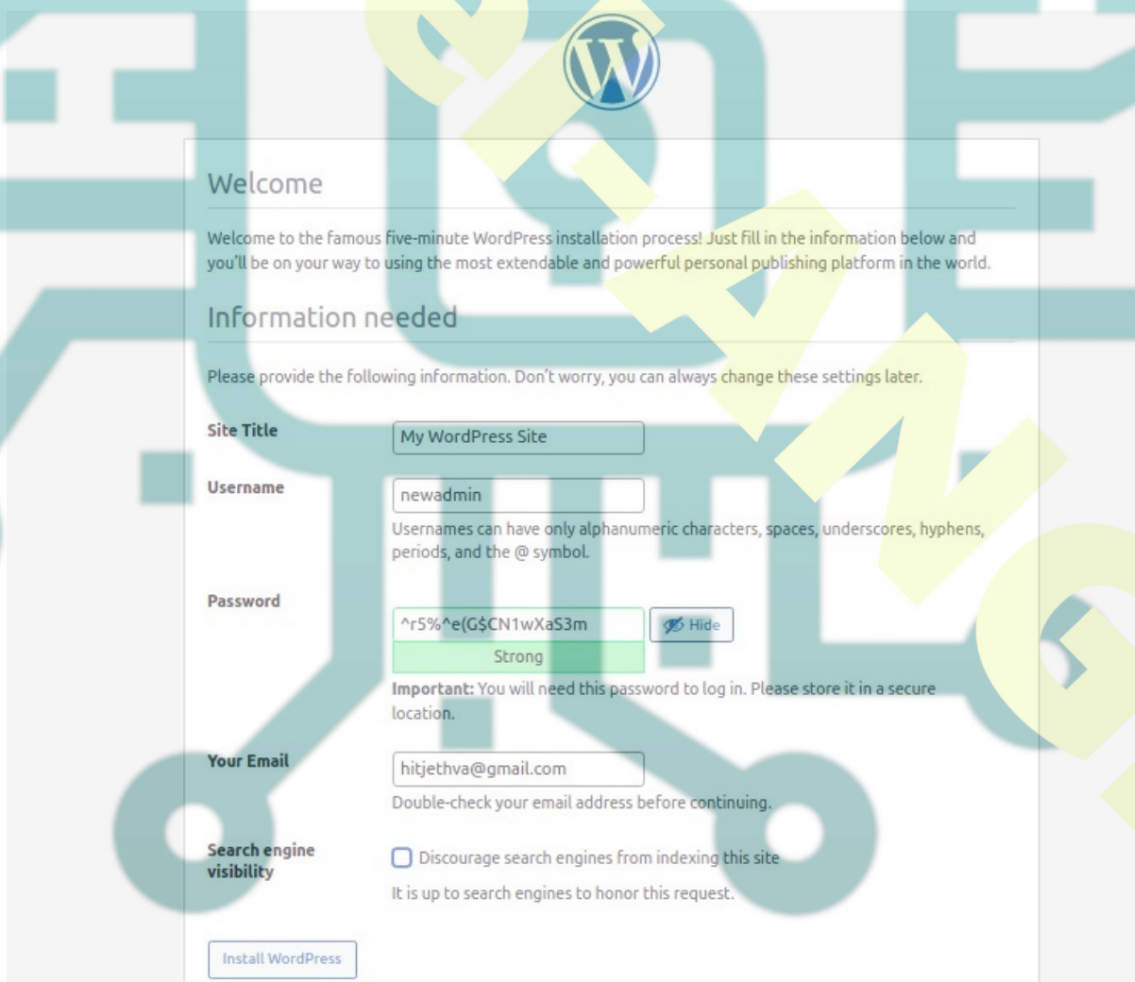 Welcome
Welcome to the famous five-minute WordPress installation process! Just fill in the information below and
you'll be on your way to using the most extendable and powerful personal publishing platform in the world.
Information needed
Please provide the following information. Don't worry, you can always change these settings later.
Site Title
My WordPress Site
Username
newadmin
Usernames can have only alphanumeric characters, spaces, underscores, hyphens,
periods, and the @ symbol.
Password
^r5%^e(G$CN1wXaS3m
Hide
Strong
Important: You will need this password to log in. Please store it in a secure
location.
Your Email
hitjethva@gmail.com
Double-check your email address before continuing.
Search engine
visibility
Discourage search engines from indexing this site
It is up to search engines to honor this request.
Install WordPress